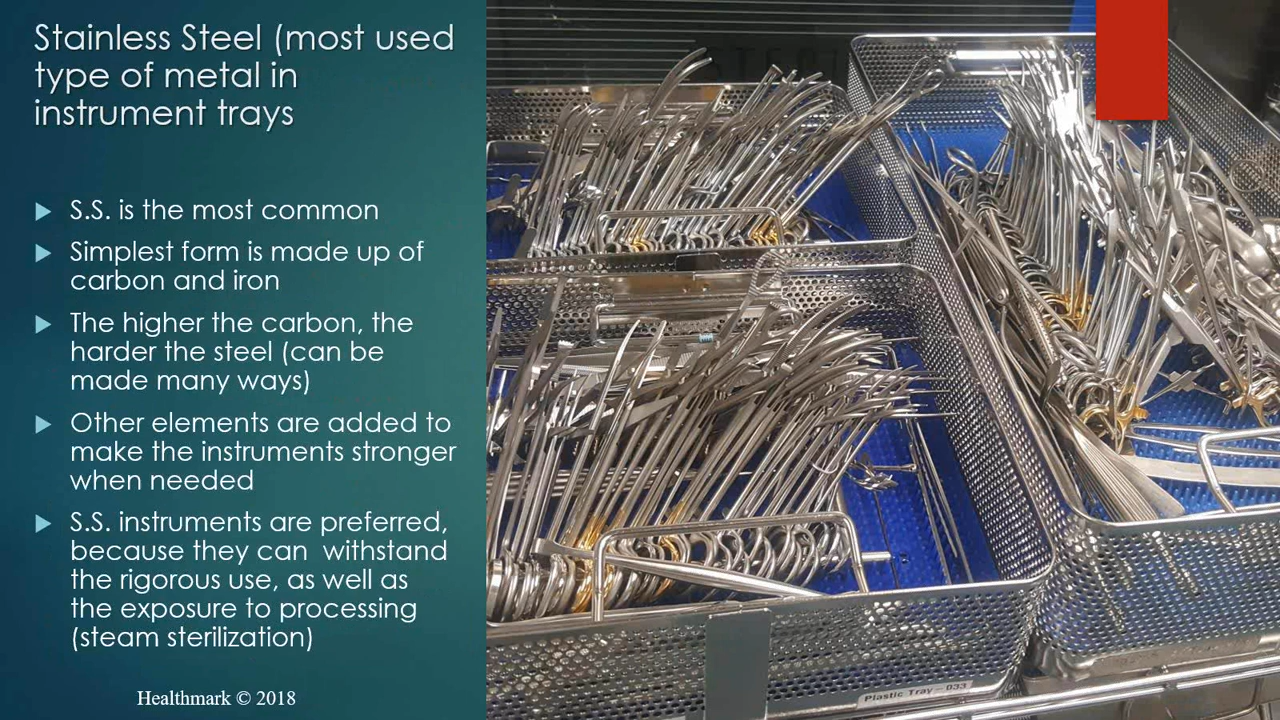 Stainless Steel (most used
type of metal in
instrument trays
S.S. is the most common
Simplest form is made up of
carbon and iron
The higher the carbon, the
harder the steel (can be
made many ways)
Other elements are added to
make the instruments stronger
when needed
S.S. instruments are preferred,
because they can  withstand
the rigorous use, as well as
the exposure to processing
(steam sterilization)
Healthmark © 2018
Plastic Tray - 033